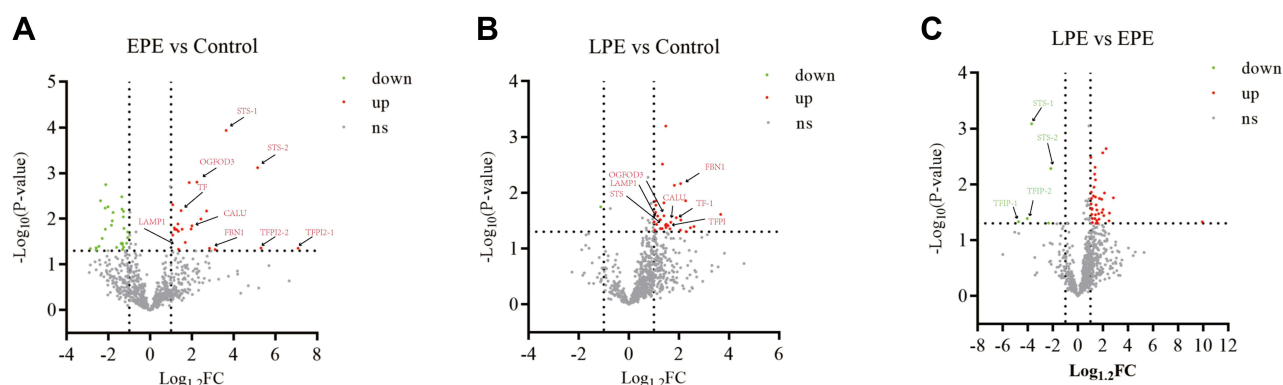 A
EPE vs Control
down
up
ns
5
4
3
2
1
0
-Log10(P-value)
-4
-2
0
2
4
6
8
Log1.2FC
STS-1
STS-2
OGFOD3
TF
CALU
LAMP1
FBN1
TFPI2-2
TFPI2-1
B
LPE vs Control
down
up
ns
4
3
2
1
0
-Log10(P-value)
-4
-2
0
2
4
6
Log1.2FC
FBN1
OGFOD3
LAMP1
STS
CALU
TF-1
TFPI
C
LPE vs EPE
down
up
ns
4
3
2
1
0
-Log10(P-value)
-8
-6
-4
-2
0
2
4
6
8
10
12
Log1.2FC
STS-1
STS-2
TFIP-2
TFIP-1